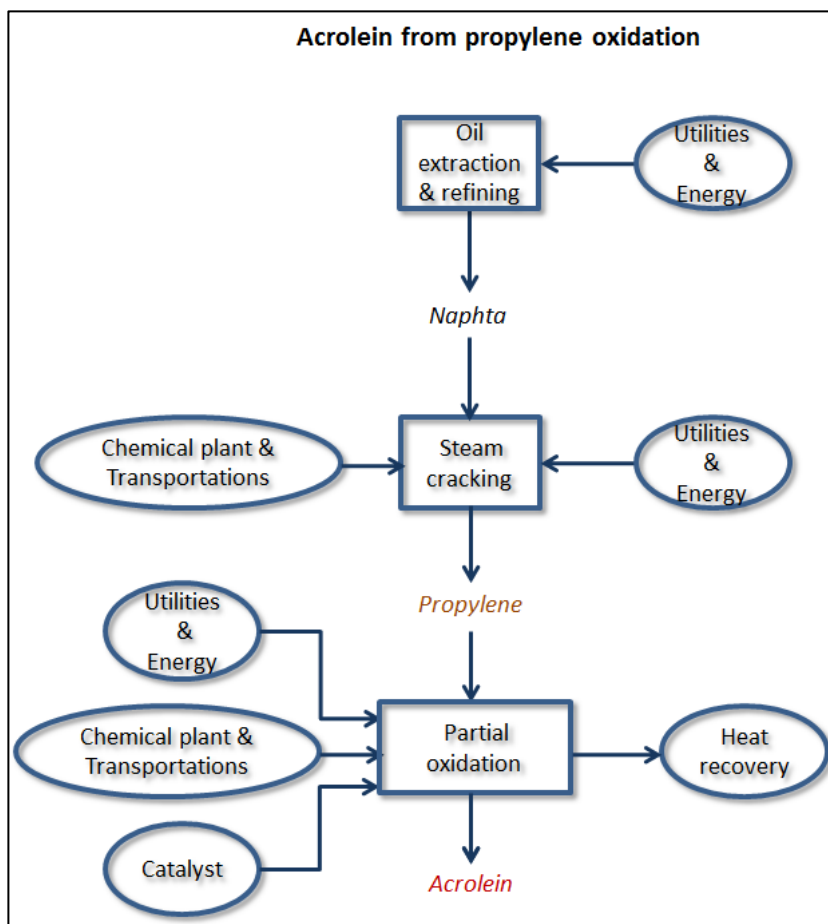 Acrolein from propylene oxidation
Oil
extraction
& refining
Utilities
&
Energy
Naphta
Chemical plant &
Transportations
Steam
cracking
Utilities
&
Energy
Propylene
Utilities
&
Energy
Chemical plant &
Transportations
Partial
oxidation
Heat
recovery
Catalyst
Acrolein